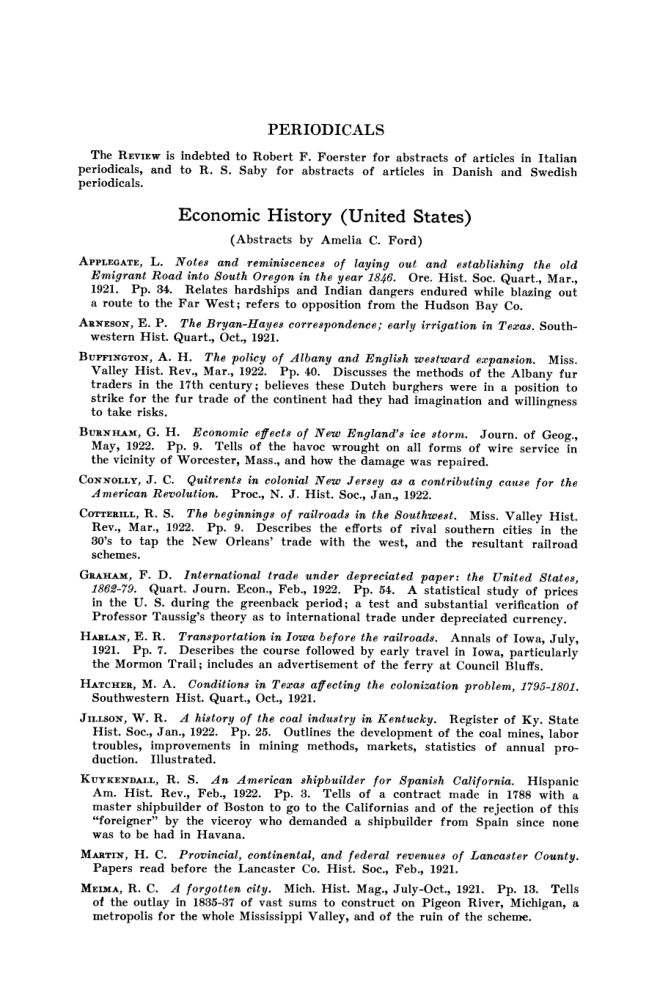 PERIODICALS
The REVIEW is indebted to Robert F. Foerster for abstracts of articles in Italian
periodicals, and to R. S. Saby for abstracts of articles in Danish and Swedish
periodicals.
Economic History (United States)
(Abstracts by Amelia C. Ford)
APPLEGATE, L. Notes and reminiscences of laying out and establishing the old
Emigrant Road into South Oregon in the year 1846. Ore. Hist. Soc. Quart., Mar.,
1921. Pp. 34. Relates hardships and Indian dangers endured while blazing out
a route to the Far West; refers to opposition from the Hudson Bay Co.
ARNESON, E. P. The Bryan-Hayes correspondence; early irrigation in Texas. South-
western Hist. Quart., Oct., 1921.
BUFFINGTON, A. H. The policy of Albany and English westward expansion. Miss.
Valley Hist. Rev., Mar., 1922. Pp. 40. Discusses the methods of the Albany fur
traders in the 17th century; believes these Dutch burghers were in a position to
strike for the fur trade of the continent had they had imagination and willingness
to take risks.
BURNHAM, G. H. Economic effects of New England's ice storm. Journ. of Geog.,
May, 1922. Pp. 9. Tells of the havoc wrought on all forms of wire service in
the vicinity of Worcester, Mass., and how the damage was repaired.
CONNOLLY, J. C. Quitrents in colonial New Jersey as a contributing cause for the
American Revolution. Proc., N. J. Hist. Soc., Jan., 1922.
COTTERILL, R. S. The beginnings of railroads in the Southwest. Miss. Valley Hist.
Rev., Mar., 1922. Pp. 9. Describes the efforts of rival southern cities in the
30's to tap the New Orleans' trade with the west, and the resultant railroad
schemes.
GRAHAM, F. D. International trade under depreciated paper: the United States,
1862-79. Quart. Journ. Econ., Feb., 1922. Pp. 54. A statistical study of prices
in the U. S. during the greenback period; a test and substantial verification of
Professor Taussig's theory as to international trade under depreciated currency.
HARLAN, E. R. Transportation in Iowa before the railroads. Annals of Iowa, July,
1921. Pp. 7. Describes the course followed by early travel in Iowa, particularly
the Mormon Trail; includes an advertisement of the ferry at Council Bluffs.
HATCHER, M. A. Conditions in Texas affecting the colonization problem, 1795-1801.
Southwestern Hist. Quart., Oct., 1921.
JILLSON, W. R. A history of the coal industry in Kentucky. Register of Ky. State
Hist. Soc., Jan., 1922. Pp. 25. Outlines the development of the coal mines, labor
troubles, improvements in mining methods, markets, statistics of annual pro-
duction. Illustrated.
KUYKENDALL, R. S. An American shipbuilder for Spanish California. Hispanic
Am. Hist. Rev., Feb., 1922. Pp. 3. Tells of a contract made in 1788 with a
master shipbuilder of Boston to go to the Californias and of the rejection of this
"foreigner" by the viceroy who demanded a shipbuilder from Spain since none
was to be had in Havana.
MARTIN, H. C. Provincial, continental, and federal revenues of Lancaster County.
Papers read before the Lancaster Co. Hist. Soc., Feb., 1921.
MEIMA, R. C. A forgotten city. Mich. Hist. Mag., July-Oct., 1921. Pp. 13. Tells
of the outlay in 1835-37 of vast sums to construct on Pigeon River, Michigan, a
metropolis for the whole Mississippi Valley, and of the ruin of the scheme.